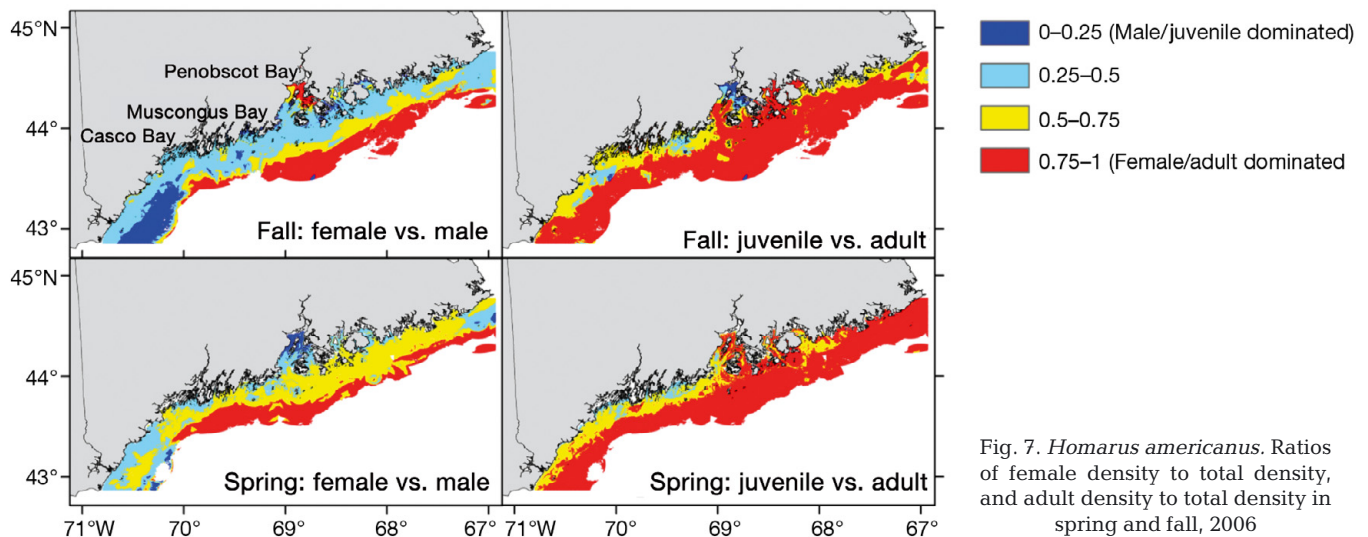 45°N
44°
43°
Penobscot Bay
Muscongus Bay
Casco Bay
Fall: female vs. male
Fall: juvenile vs. adult
45°N
44°
43°
Spring: female vs. male
Spring: juvenile vs. adult
71°W 70° 69° 68° 67° 71°W 70° 69° 68° 67°
0–0.25 (Male/juvenile dominated)
0.25–0.5
0.5–0.75
0.75–1 (Female/adult dominated
Fig. 7. Homarus americanus. Ratios
of female density to total density,
and adult density to total density in
spring and fall, 2006